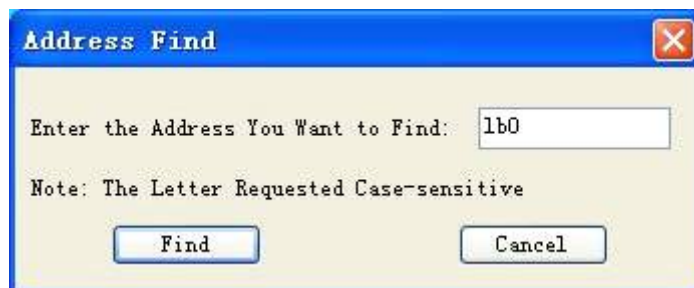 Address Find
Enter the Address You Want to Find: 1b0
Note: The Letter Requested Case-sensitive
Find Cancel